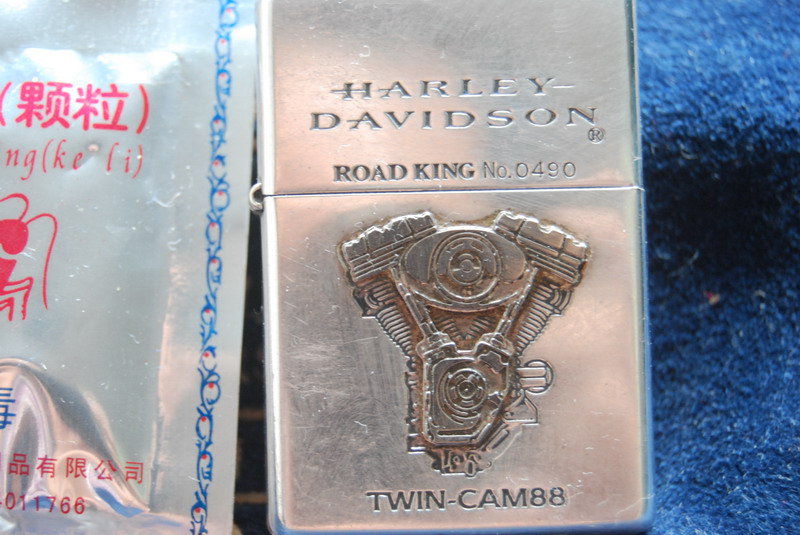 (颗粒)
ng(ke li)
毒
品有限公司
-011766
HARLEY
DAVIDSON®
ROAD KING No.0490
TWIN-CAM88